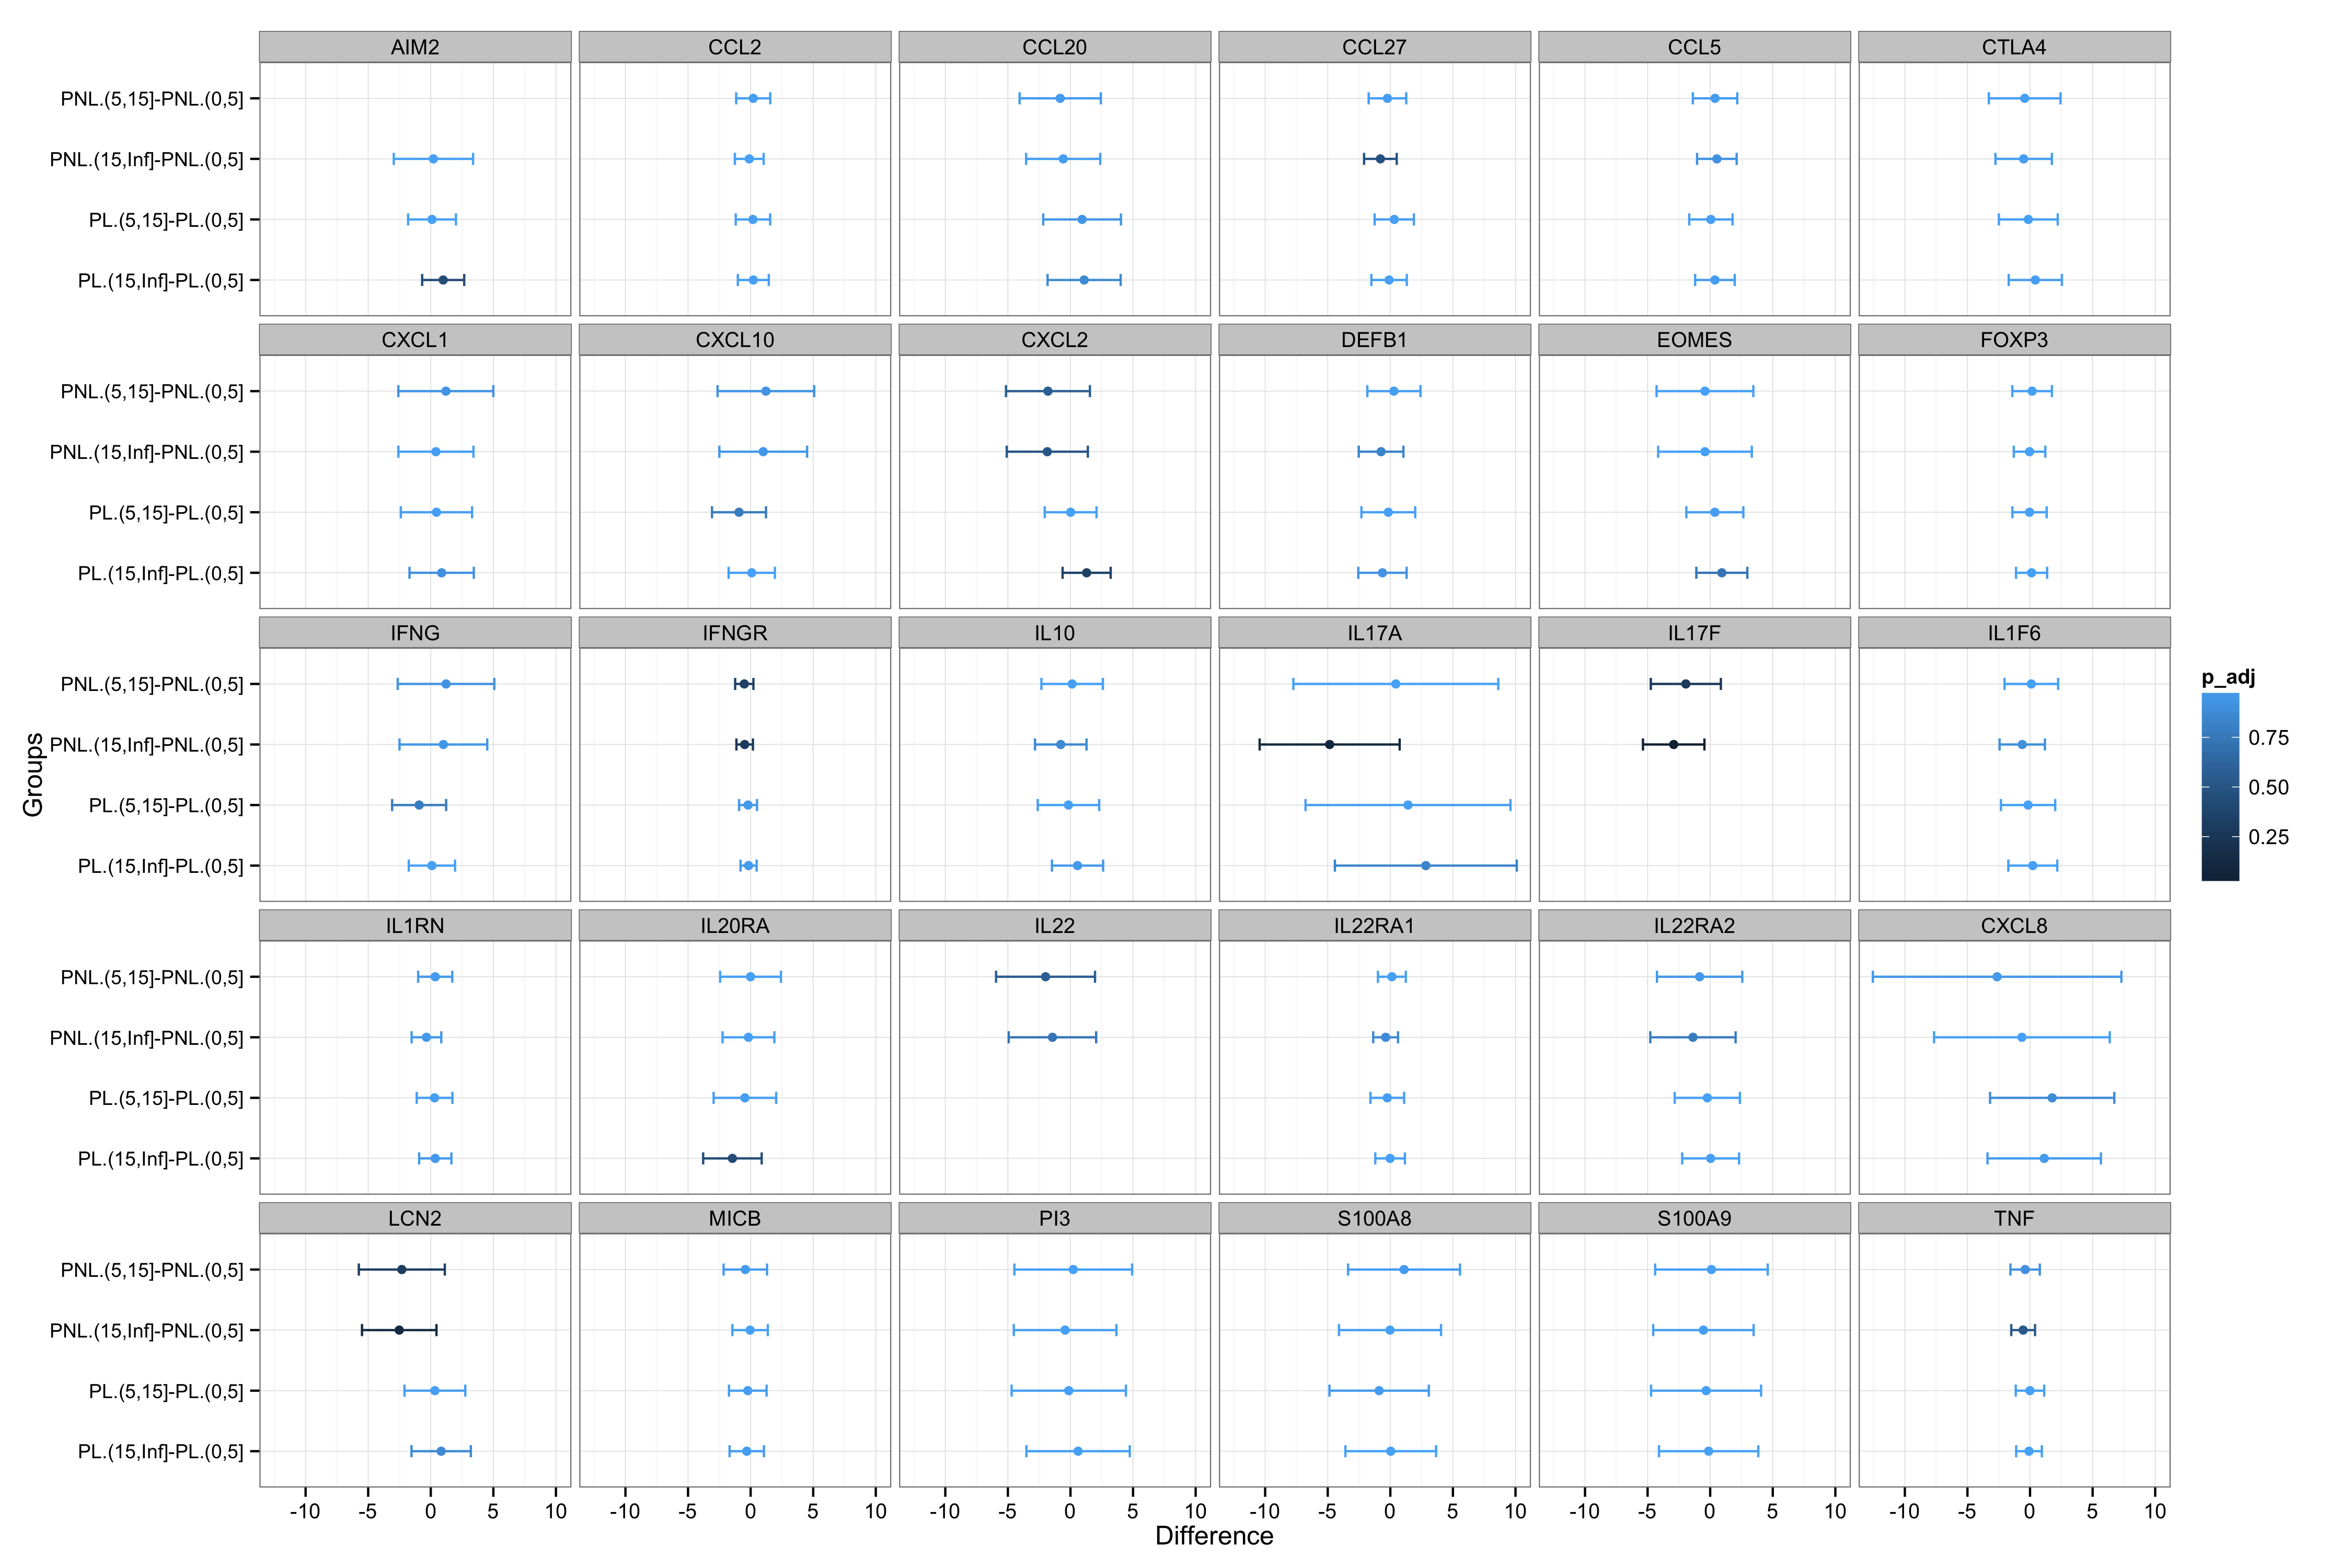 AIM2 CCL2 CCL20 CCL27 CCL5 CTLA4
PNL.(5,15]-PNL.(0,5]
PNL.(15,Inf]-PNL.(0,5]
PL.(5,15]-PL.(0,5]
PL.(15,Inf]-PL.(0,5]
CXCL1 CXCL10 CXCL2 DEFB1 EOMES FOXP3
PNL.(5,15]-PNL.(0,5]
PNL.(15,Inf]-PNL.(0,5]
PL.(5,15]-PL.(0,5]
PL.(15,Inf]-PL.(0,5]
IFNG IFNGR IL10 IL17A IL17F IL1F6
PNL.(5,15]-PNL.(0,5]
PNL.(15,Inf]-PNL.(0,5]
PL.(5,15]-PL.(0,5]
PL.(15,Inf]-PL.(0,5]
IL1RN IL20RA IL22 IL22RA1 IL22RA2 CXCL8
PNL.(5,15]-PNL.(0,5]
PNL.(15,Inf]-PNL.(0,5]
PL.(5,15]-PL.(0,5]
PL.(15,Inf]-PL.(0,5]
LCN2 MICB PI3 S100A8 S100A9 TNF
PNL.(5,15]-PNL.(0,5]
PNL.(15,Inf]-PNL.(0,5]
PL.(5,15]-PL.(0,5]
PL.(15,Inf]-PL.(0,5]
-10 -5 0 5 10 -10 -5 0 5 10 -10 -5 0 5 10 -10 -5 0 5 10 -10 -5 0 5 10 -10 -5 0 5 10
Difference
Groups
p_adj
0.75
0.50
0.25